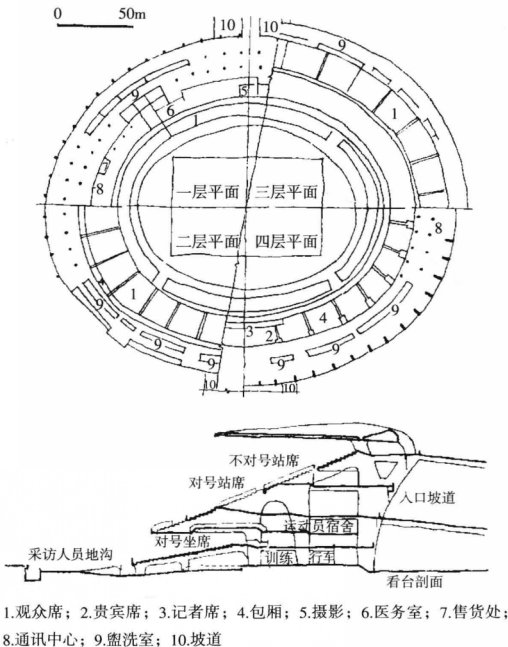 0 50m
10 10
9
5
9
6
1
1
8
一层平面 三层平面
8
二层平面 四层平面
1
4
9
3 2
9
9
9
9
9
10 10
不对号站席
对号站席
入口坡道
运动员宿舍
对号坐席
采访人员地沟
训练 行车
看台剖面
1.观众席；2.贵宾席；3.记者席；4.包厢；5.摄影；6.医务室；7.售货处；
8.通讯中心；9.盥洗室；10.坡道